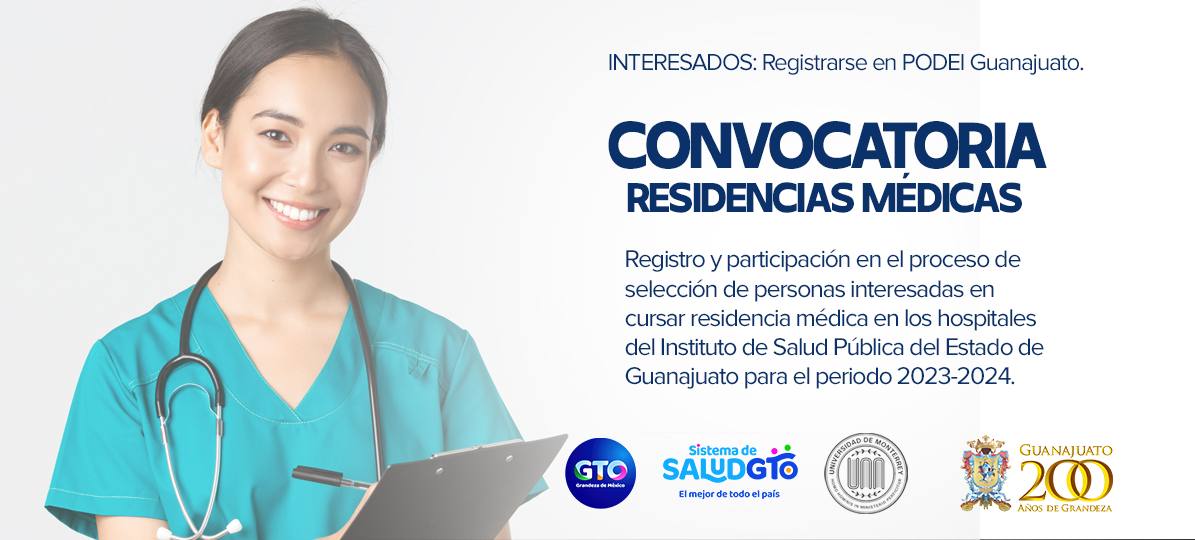 INTERESADOS: Registrarse en PODEI Guanajuato.
CONVOCATORIA
RESIDENCIAS MÉDICAS
Registro y participación en el proceso de
selección de personas interesadas en
cursar residencia médica en los hospitales
del Instituto de Salud Pública del Estado de
Guanajuato para el periodo 2023-2024.
GTO
Grandeza de México
Sistema de
SALUDGTO
El mejor de todo el país
UNIVERSIDAD DE MONTERREY
GUANAJUATO
200
AÑOS DE GRANDEZA